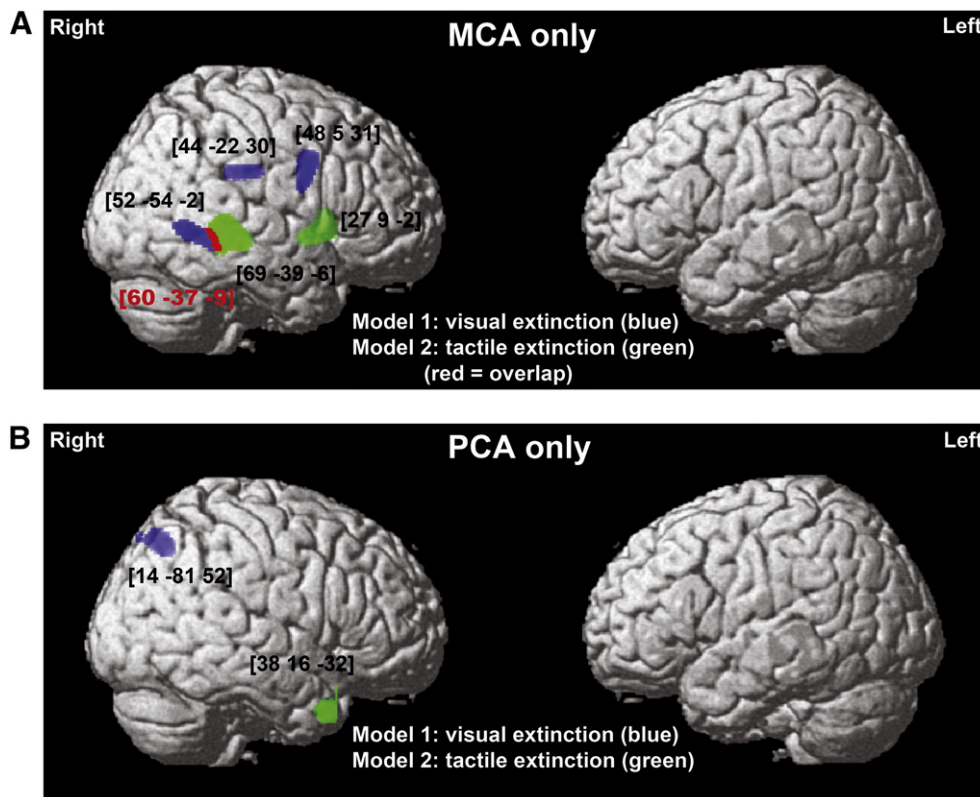 A
Right
MCA only
Left
[48 5 31]
[44 -22 30]
[52 -54 -2]
[27 9 -2]
[69 -39 -6]
[60 -37 -9]
Model 1: visual extinction (blue)
Model 2: tactile extinction (green)
(red = overlap)
B
Right
PCA only
Left
[14 -81 52]
[38 16 -32]
Model 1: visual extinction (blue)
Model 2: tactile extinction (green)